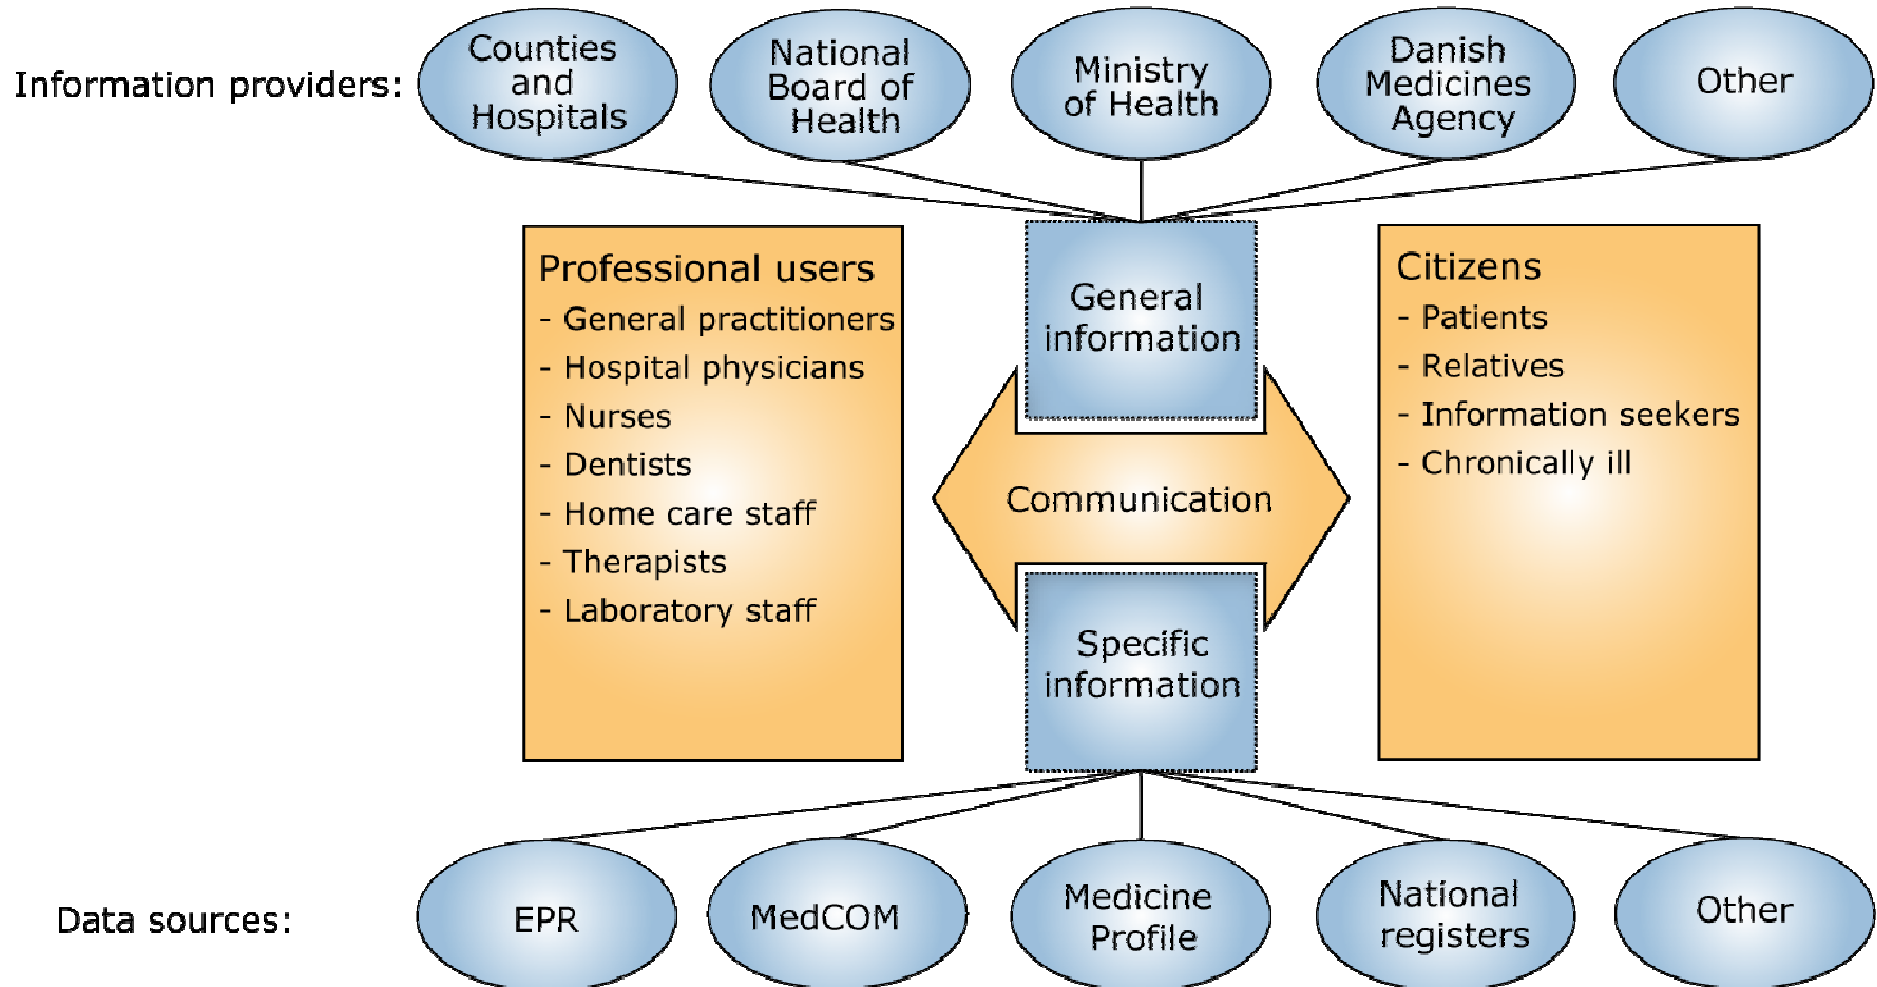 Information providers:
Counties
and
Hospitals
National
Board of
Health
Ministry
of Health
Danish
Medicines
Agency
Other
Professional users
- General practitioners
- Hospital physicians
- Nurses
- Dentists
- Home care staff
- Therapists
- Laboratory staff
General
information
Communication
Specific
information
Citizens
- Patients
- Relatives
- Information seekers
- Chronically ill
Data sources:
EPR
MedCOM
Medicine
Profile
National
registers
Other